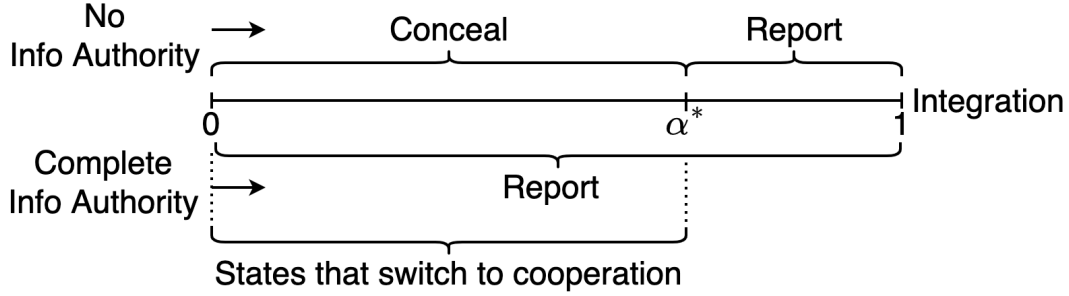 No
Info Authority
Conceal
Report
Integration
0
α*
1
Complete
Info Authority
Report
States that switch to cooperation